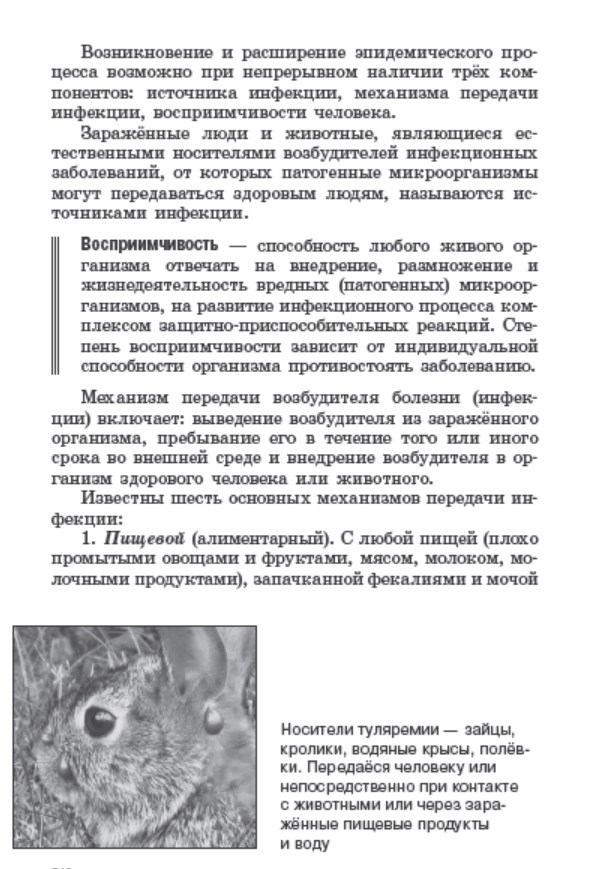 Возникновение и расширение эпидемического про-
цесса возможно при непрерывном наличии трёх ком-
понентов: источника инфекции, механизма передачи
инфекции, восприимчивости человека.
Заражённые люди и животные, являющиеся ес-
тественными носителями возбудителей инфекционных
заболеваний, от которых патогенные микроорганизмы
могут передаваться здоровым людям, называются ис-
точниками инфекции.
Восприимчивость — способность любого живого ор-
ганизма отвечать на внедрение, размножение и
жизнедеятельность вредных (патогенных) микроор-
ганизмов, на развитие инфекционного процесса ком-
плексом защитно-приспособительных реакций. Сте-
пень восприимчивости зависит от индивидуальной
способности организма противостоять заболеванию.
Механизм передачи возбудителя болезни (инфек-
ции) включает: выведение возбудителя из заражённого
организма, пребывание его в течение того или иного
срока во внешней среде и внедрение возбудителя в ор-
ганизм здорового человека или животного.
Известны шесть основных механизмов передачи ин-
фекции:
1. Пищевой (алиментарный). С любой пищей (плохо
промытыми овощами и фруктами, мясом, молоком, мо-
лочными продуктами), запачканной фекалиями и мочой
Носители туляремии — зайцы,
кролики, водяные крысы, полёв-
ки. Передаёся человеку или
непосредственно при контакте
с животными или через зара-
жённые пищевые продукты
и воду